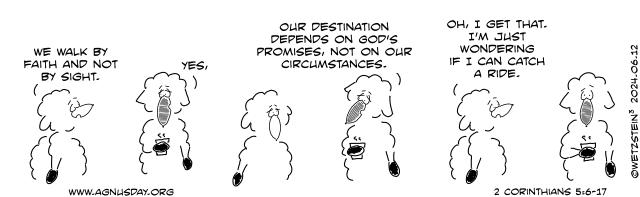 WE WALK BY
FAITH AND NOT
BY SIGHT.
YES,
OUR DESTINATION
DEPENDS ON GOD'S
PROMISES, NOT ON OUR
CIRCUMSTANCES.
OH, I GET THAT.
I'M JUST
WONDERING
IF I CAN CATCH
A RIDE.
©WETZSTEIN³ 2024.06.12
WWW.AGNUSDAY.ORG
2 CORINTHIANS 5:6-17